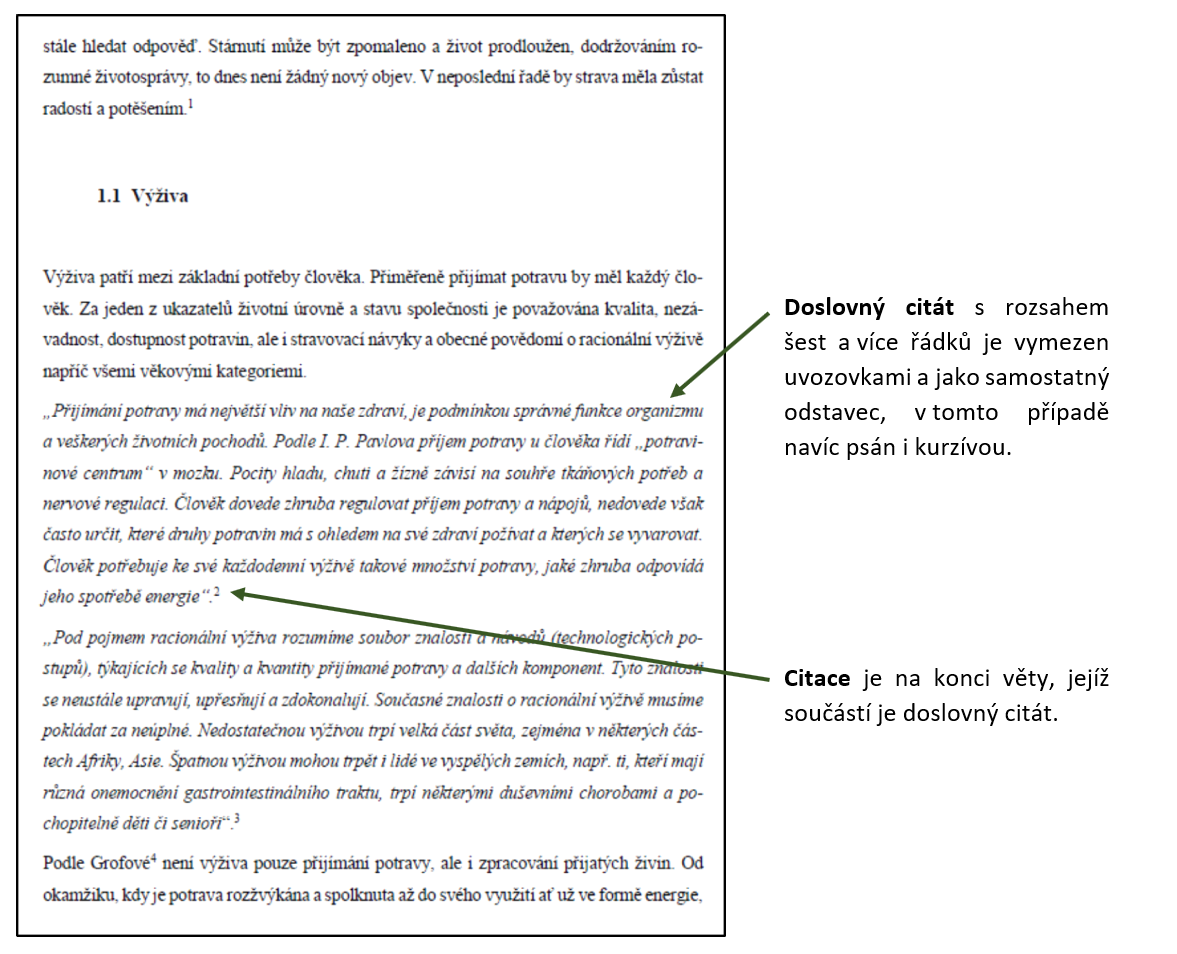 stále hledat odpověď. Stárnutí může být zpomaleno a život prodloužen, dodržováním ro-
zumné životosprávy, to dnes není žádný nový objev. V neposlední řadě by strava měla zůstat
radostí a potěšením.1
1.1 Výživa
Výživa patří mezi základní potřeby člověka. Přiměřeně přijímat potravu by měl každý člo-
věk. Za jeden z ukazatelů životní úrovně a stavu společnosti je považována kvalita, nezá-
vadnost, dostupnost potravin, ale i stravovací návyky a obecné povědomí o racionální výživě
napříč všemi věkovými kategoriemi.
„Přijímání potravy má největší vliv na naše zdraví, je podmínkou správné funkce organizmu
a veškerých životních pochodů. Podle I. P. Pavlova příjem potravy u člověka řídí „potravi-
nové centrum“ v mozku. Pocity hladu, chuti a žízně závisí na souhře tkáňových potřeb a
nervové regulaci. Člověk dovede zhruba regulovat příjem potravy a nápojů, nedovede však
často určit, které druhy potravin má s ohledem na své zdraví požívat a kterých se vyvarovat.
Člověk potřebuje ke své každodenní výživě takové množství potravy, jaké zhruba odpovídá
jeho spotřebě energie“.2
„Pod pojmem racionální výživa rozumíme soubor znalostí a návodů (technologických po-
stupů), týkajících se kvality a kvantity přijímané potravy a dalších komponent. Tyto znalosti
se neustále upravují, upřesňují a zdokonalují. Současné znalosti o racionální výživě musíme
pokládat za neúplné. Nedostatečnou výživou trpí velká část světa, zejména v některých čás-
tech Afriky, Asie. Špatnou výživou mohou trpět i lidé ve vyspělých zemích, např. ti, kteří mají
různá onemocnění gastrointestinálního traktu, trpí některými duševními chorobami a po-
chopitelně děti či senioři“.3
Podle Grofové4 není výživa pouze přijímání potravy, ale i zpracování přijatých živin. Od
okamžiku, kdy je potrava rozžvýkána a spolknuta až do svého využití ať už ve formě energie,
Doslovný citát s rozsahem
šest a více řádků je vymezen
uvozovkami a jako samostatný
odstavec, v tomto případě
navíc psán i kurzívou.
Citace je na konci věty, jejíž
součástí je doslovný citát.